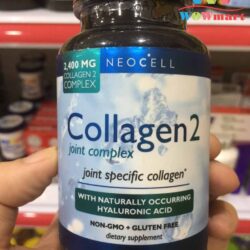 WOWmart
2,400 MG
COLLAGEN 2
COMPLEX
NEOCELL
Collagen2
joint complex
joint specific collagen*
WITH NATURALLY OCCURRING
HYALURONIC ACID
NON-GMO + GLUTEN FREE
dietary supplement